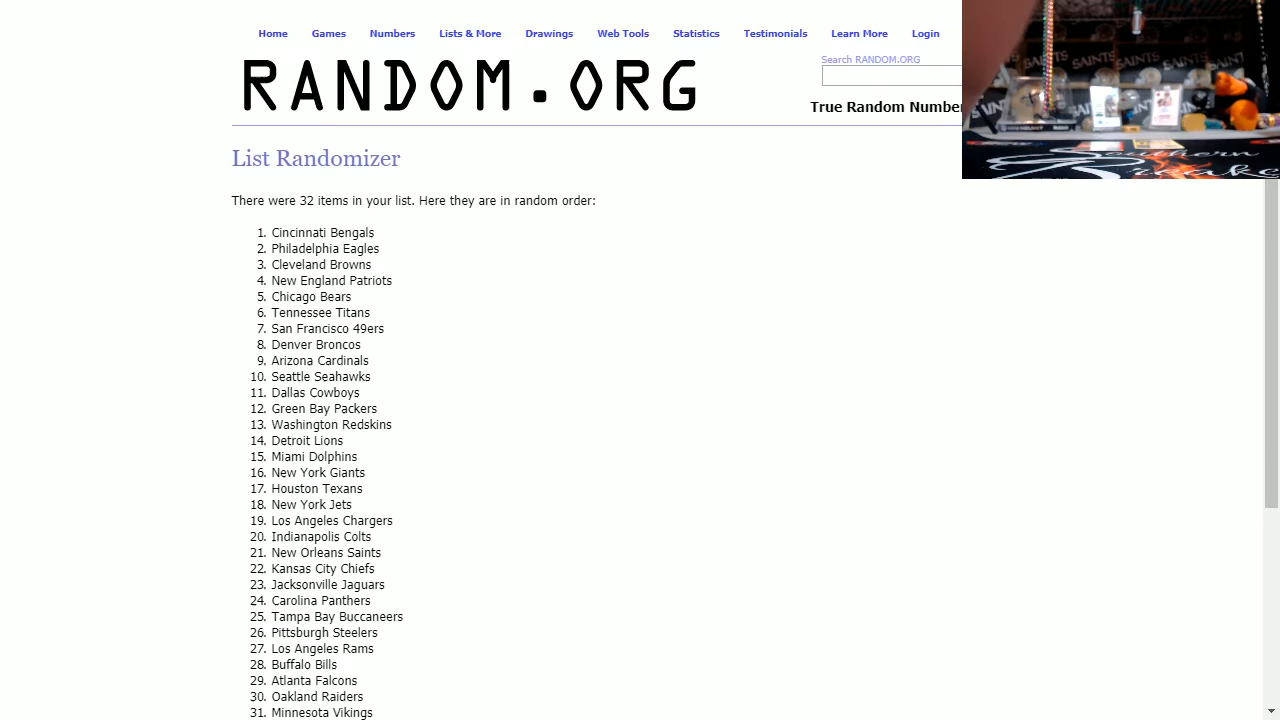 Home Games Numbers Lists & More Drawings Web Tools Statistics Testimonials Learn More Login
RANDOM.ORG
Search RANDOM.ORG
True Random Number
List Randomizer
There were 32 items in your list. Here they are in random order:
1. Cincinnati Bengals
2. Philadelphia Eagles
3. Cleveland Browns
4. New England Patriots
5. Chicago Bears
6. Tennessee Titans
7. San Francisco 49ers
8. Denver Broncos
9. Arizona Cardinals
10. Seattle Seahawks
11. Dallas Cowboys
12. Green Bay Packers
13. Washington Redskins
14. Detroit Lions
15. Miami Dolphins
16. New York Giants
17. Houston Texans
18. New York Jets
19. Los Angeles Chargers
20. Indianapolis Colts
21. New Orleans Saints
22. Kansas City Chiefs
23. Jacksonville Jaguars
24. Carolina Panthers
25. Tampa Bay Buccaneers
26. Pittsburgh Steelers
27. Los Angeles Rams
28. Buffalo Bills
29. Atlanta Falcons
30. Oakland Raiders
31. Minnesota Vikings
SAINTS
SAINTS
Southern